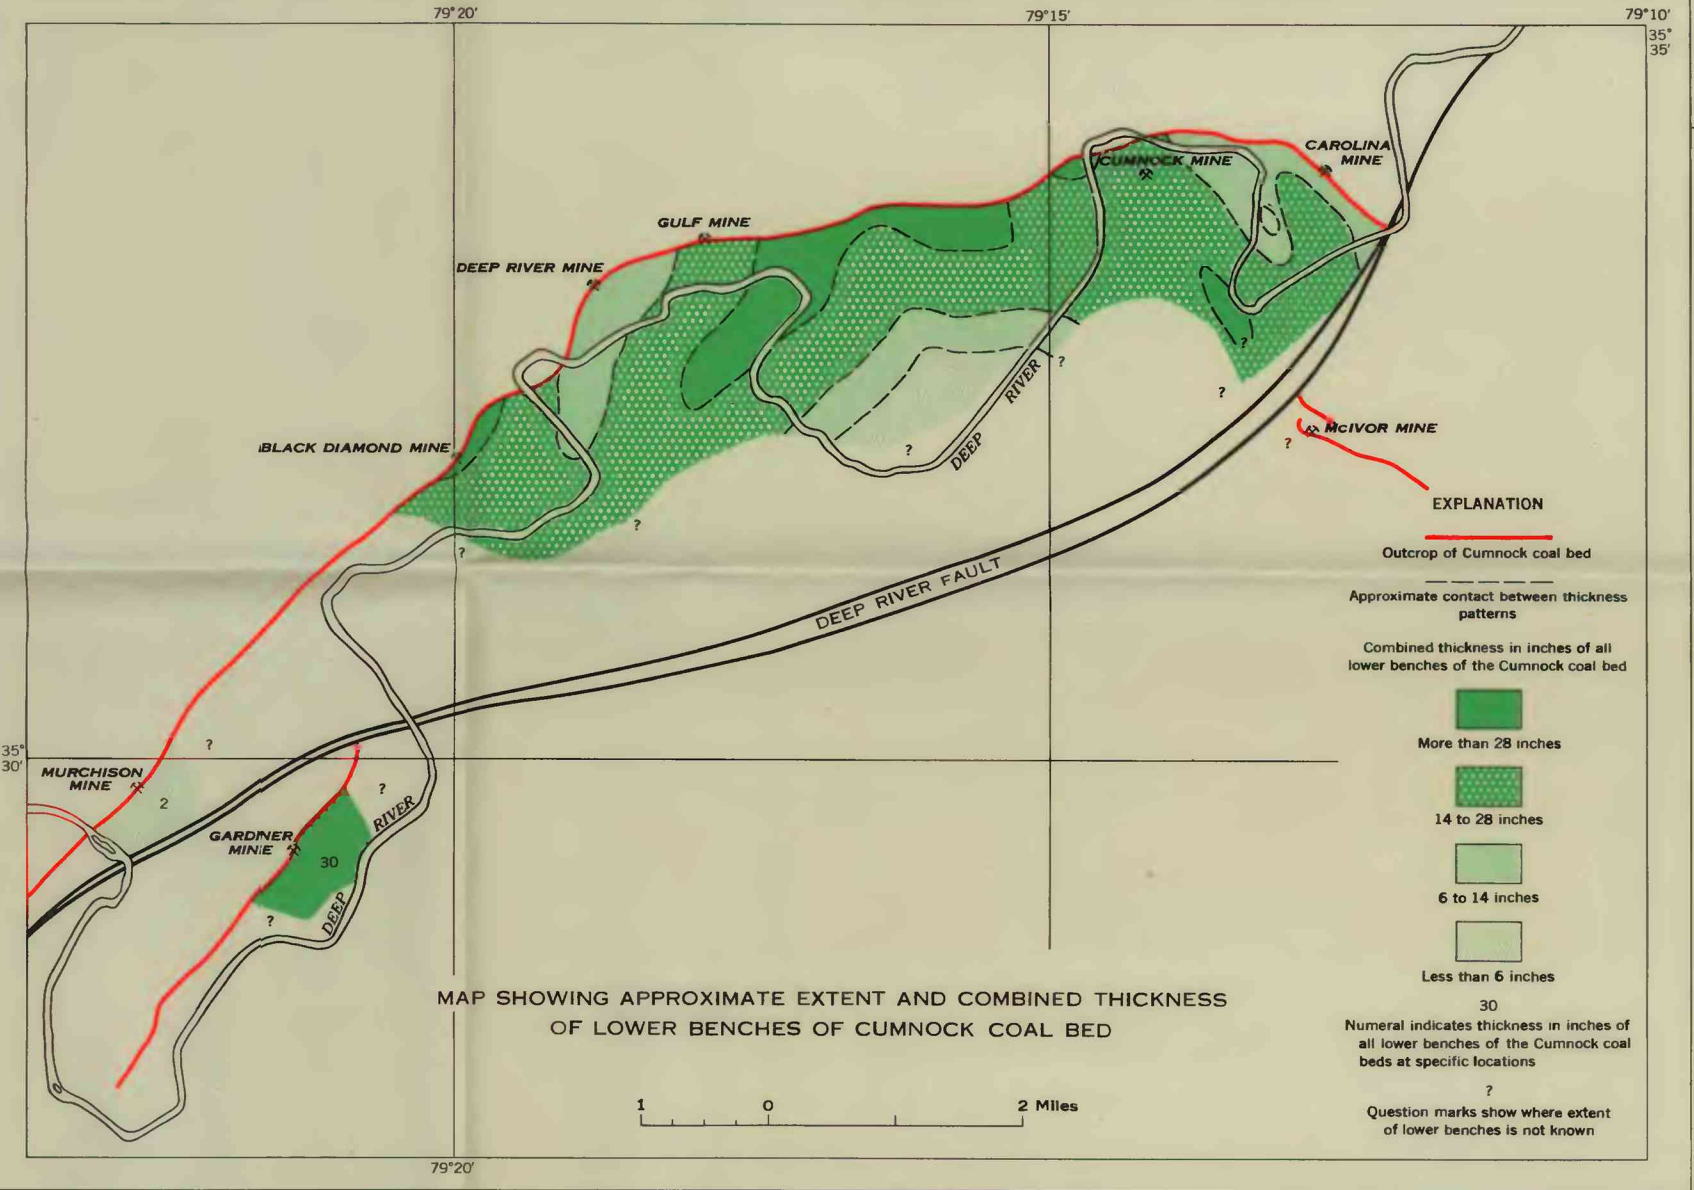 79°20′
79°15′
79°10′
35°
35′
CAROLINA
MINE
CUMNOCK MINE
GULF MINE
DEEP RIVER MINE
RIVER
?
?
?
BLACK DIAMOND MINE
DEEP
?
McIVOR MINE
?
?
?
DEEP RIVER FAULT
35°
30′
?
MURCHISON
MINE
2
?
RIVER
GARDINER
MINE
30
DEEP
?
EXPLANATION
Outcrop of Cumnock coal bed
Approximate contact between thickness
patterns
Combined thickness in inches of all
lower benches of the Cumnock coal bed
More than 28 inches
14 to 28 inches
6 to 14 inches
Less than 6 inches
30
Numeral indicates thickness in inches of
all lower benches of the Cumnock coal
beds at specific locations
?
Question marks show where extent
of lower benches is not known
MAP SHOWING APPROXIMATE EXTENT AND COMBINED THICKNESS
OF LOWER BENCHES OF CUMNOCK COAL BED
1 0 2 Miles
79°20′